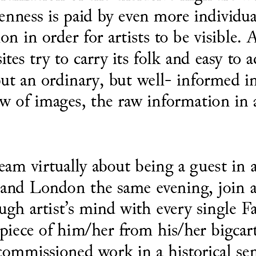 enness is paid by even more individua
on in order for artists to be visible. A
sites try to carry its folk and easy to a
out an ordinary, but well- informed in
w of images, the raw information in a
eam virtually about being a guest in a
and London the same evening, join a
ugh artist's mind with every single Fa
piece of him/her from his/her bigcart
commissioned work in a historical ser